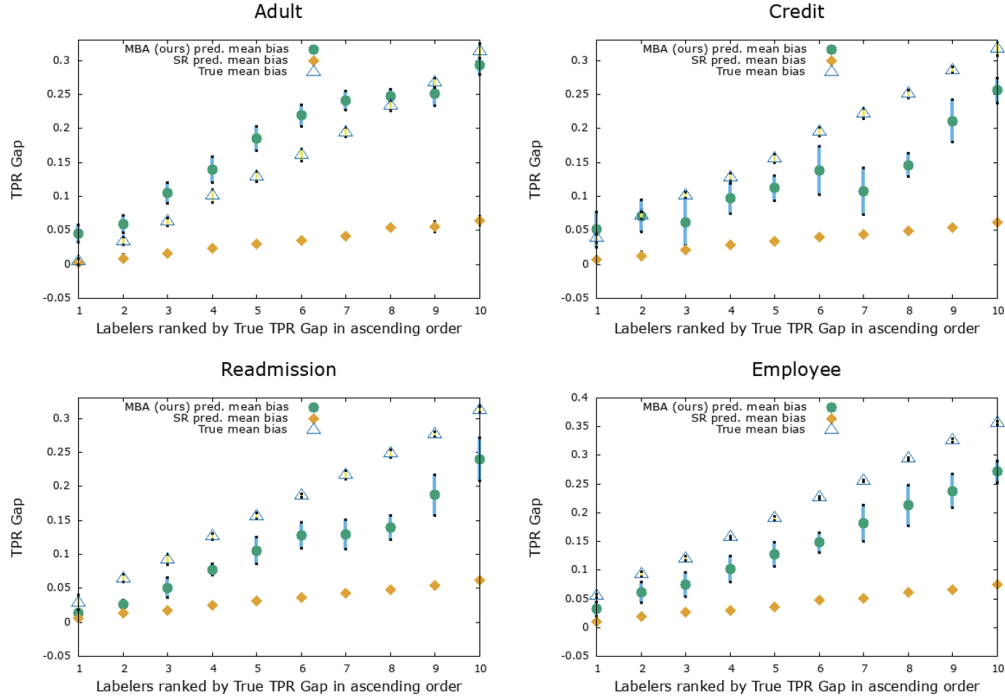 Adult
MBA (ours) pred. mean bias
SR pred. mean bias
True mean bias
TPR Gap
0.3
0.25
0.2
0.15
0.1
0.05
0
-0.05
1 2 3 4 5 6 7 8 9 10
Labelers ranked by True TPR Gap in ascending order
Credit
MBA (ours) pred. mean bias
SR pred. mean bias
True mean bias
TPR Gap
0.3
0.25
0.2
0.15
0.1
0.05
0
-0.05
1 2 3 4 5 6 7 8 9 10
Labelers ranked by True TPR Gap in ascending order
Readmission
MBA (ours) pred. mean bias
SR pred. mean bias
True mean bias
TPR Gap
0.3
0.25
0.2
0.15
0.1
0.05
0
-0.05
1 2 3 4 5 6 7 8 9 10
Labelers ranked by True TPR Gap in ascending order
Employee
MBA (ours) pred. mean bias
SR pred. mean bias
True mean bias
TPR Gap
0.4
0.35
0.3
0.25
0.2
0.15
0.1
0.05
0
-0.05
1 2 3 4 5 6 7 8 9 10
Labelers ranked by True TPR Gap in ascending order